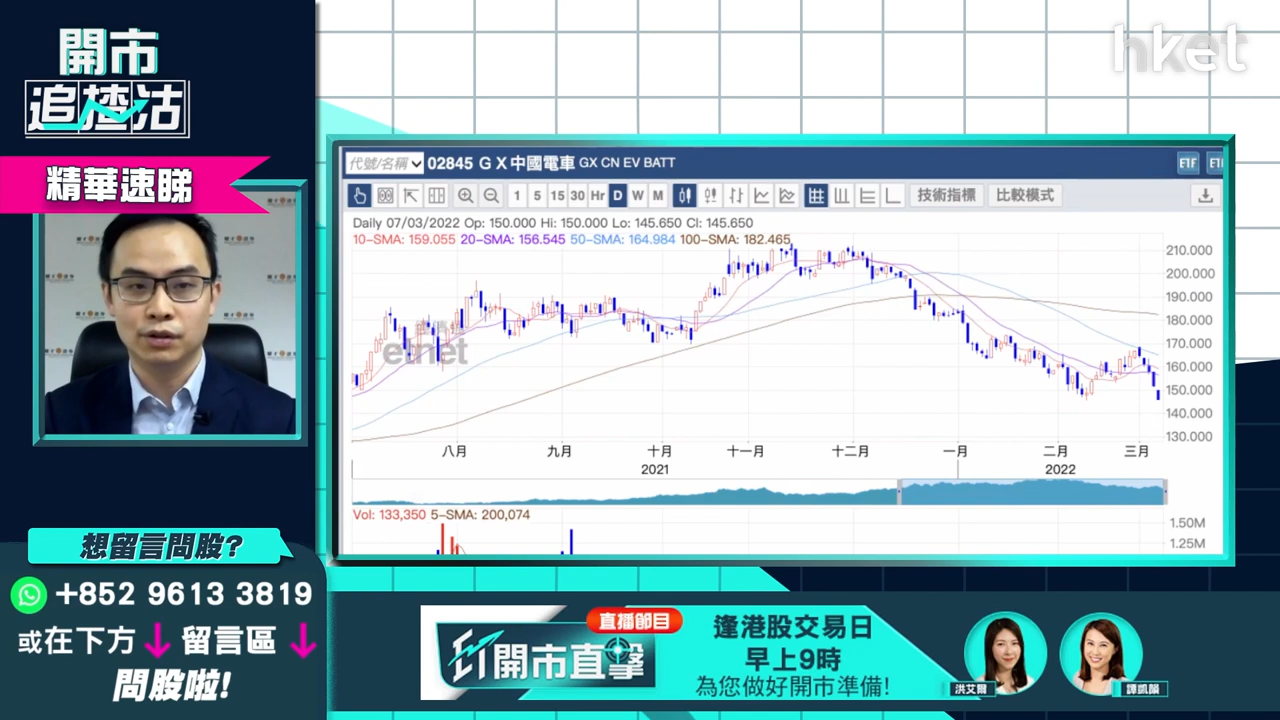 開市
追揸沽
hket
精華速睇
代號/名稱
02845 G X 中國電車 GX CN EV BATT
ETF
1 5 15 30 Hr D W M
技術指標
比較模式
Daily 07/03/2022 Op: 150.000 Hi: 150.000 Lo: 145.650 Cl: 145.650
10-SMA: 159.055 20-SMA: 156.545 50-SMA: 164.984 100-SMA: 182.465
210.000
200.000
190.000
180.000
170.000
160.000
150.000
140.000
130.000
etnet
八月 九月 十月 十一月 十二月 一月 二月 三月
2021 2022
Vol: 133,350 5-SMA: 200,074
1.50M
1.25M
想留言問股?
+852 9613 3819
或在下方 留言區
問股啦!
直播節目
ET開市直擊
逢港股交易日
早上9時
為您做好開市準備!
洪艾爾
譚凱韻